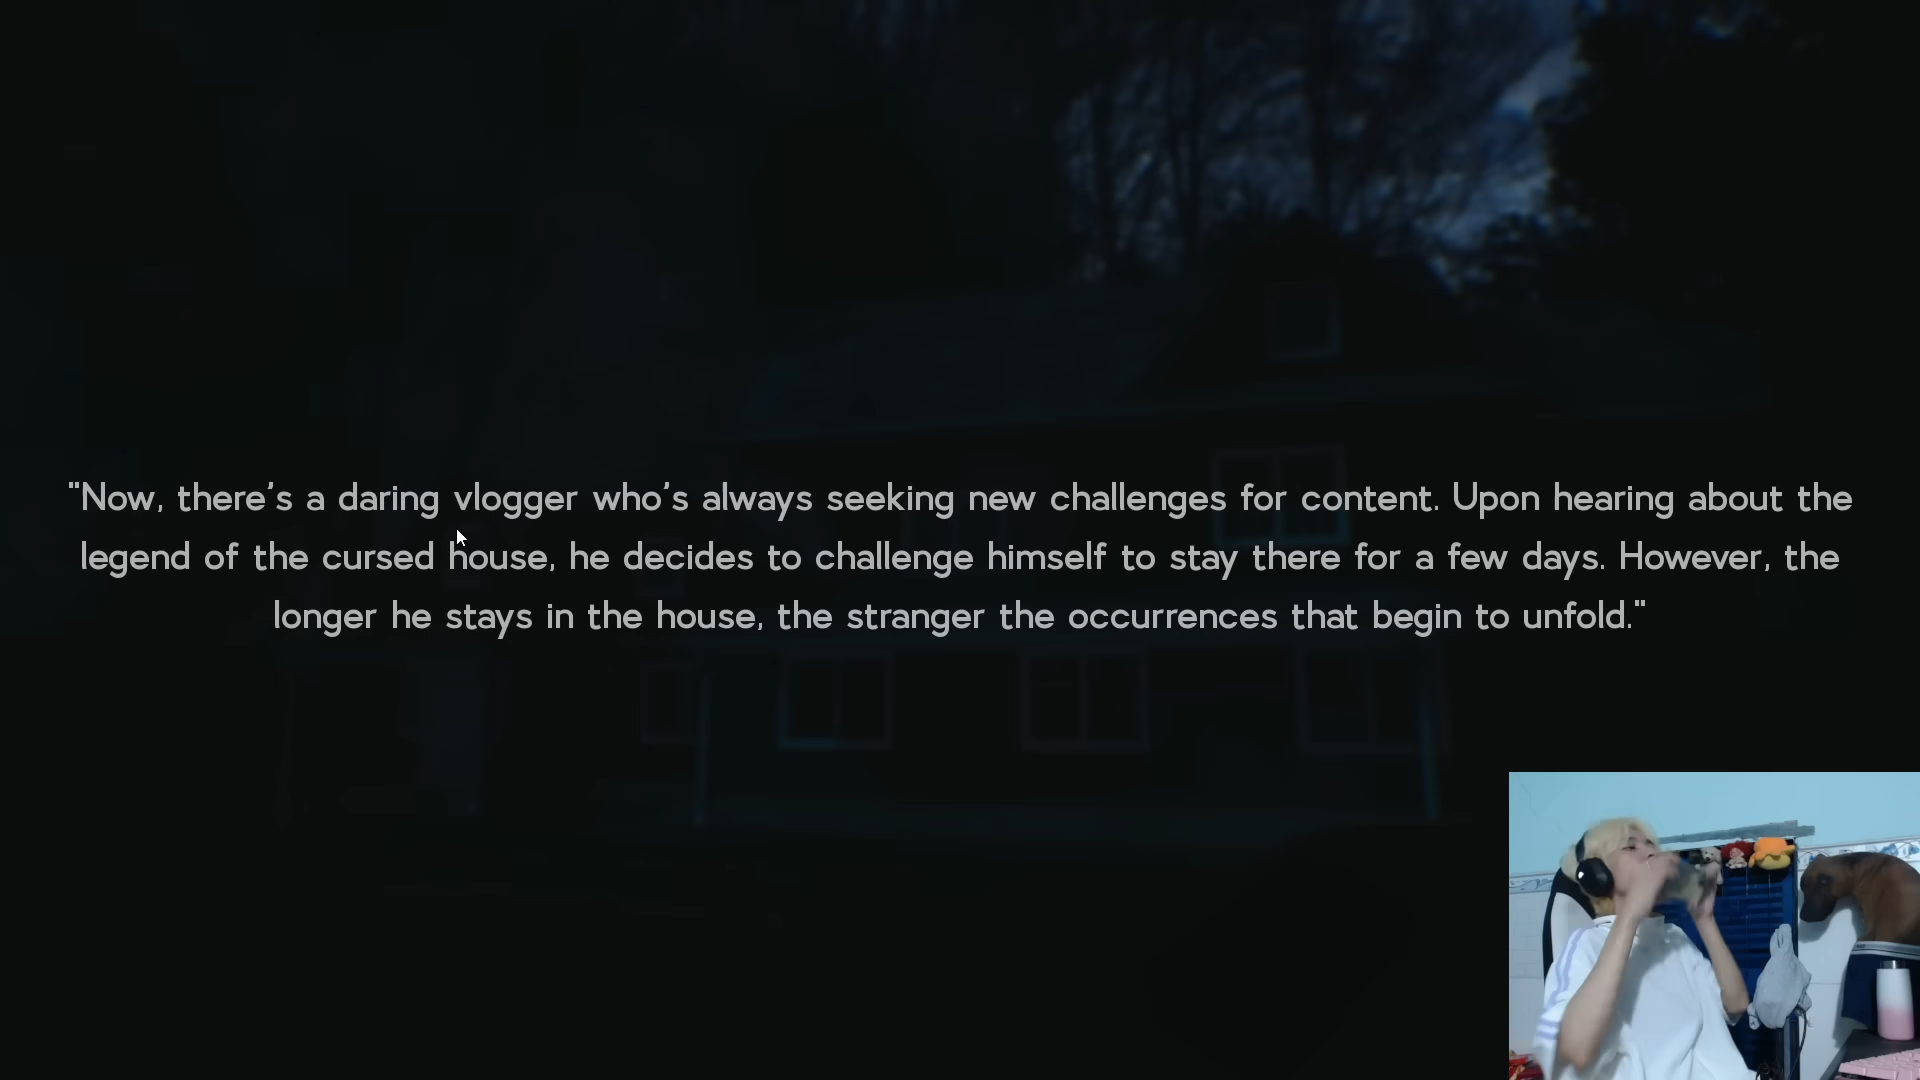 "Now, there's a daring vlogger who's always seeking new challenges for content. Upon hearing about the
legend of the cursed house, he decides to challenge himself to stay there for a few days. However, the
longer he stays in the house, the stranger the occurrences that begin to unfold."